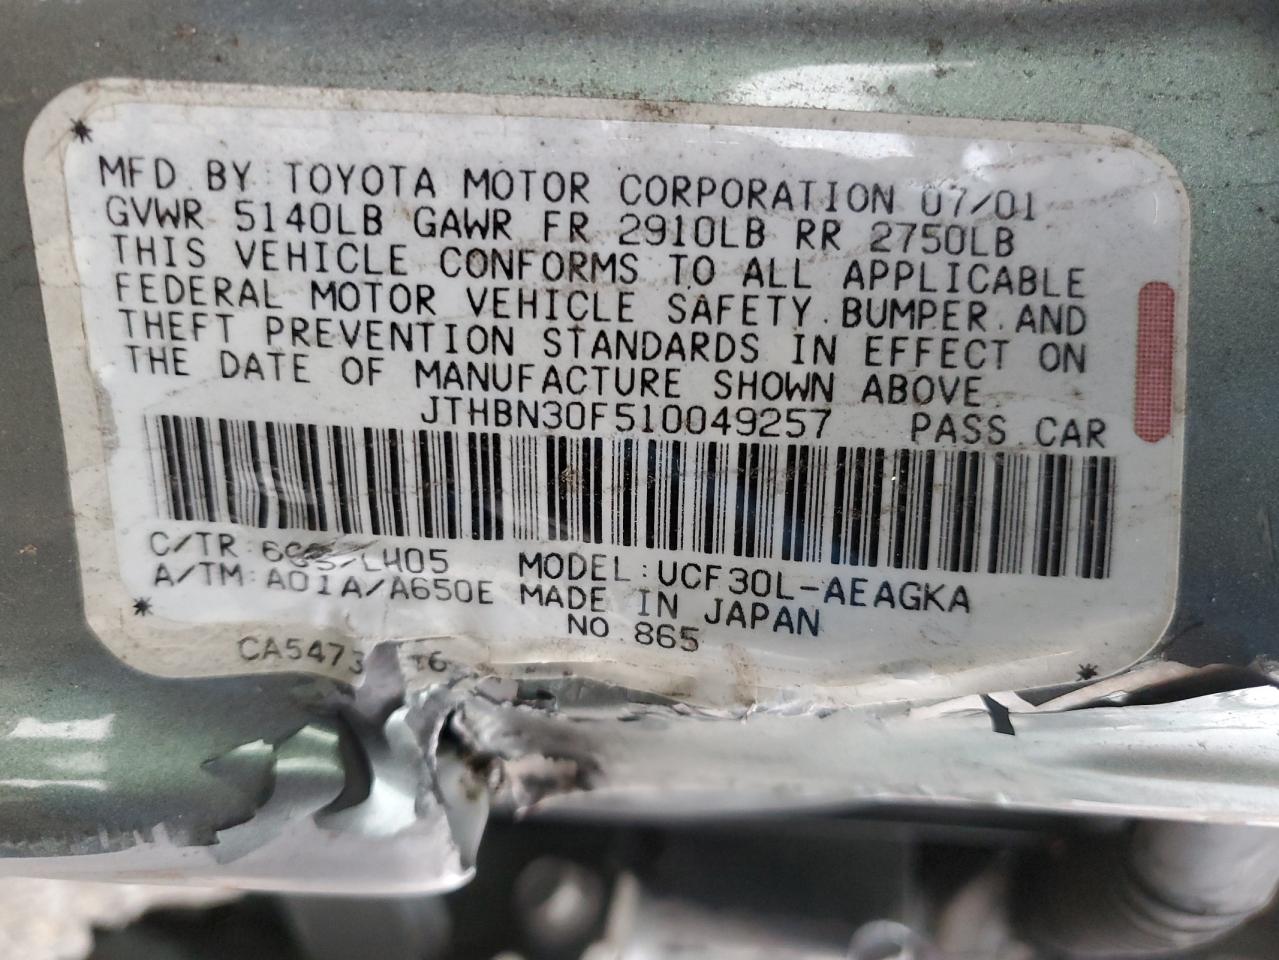 MFD. BY: TOYOTA MOTOR CORPORATION 07/01
GVWR 5140LB GAWR FR 2910LB RR 2750LB
THIS VEHICLE CONFORMS TO ALL APPLICABLE
FEDERAL MOTOR VEHICLE SAFETY, BUMPER, AND
THEFT PREVENTION STANDARDS IN EFFECT ON
THE DATE OF MANUFACTURE SHOWN ABOVE.
JTHBN30F510049257 PASS. CAR
C/TR: LH05 MODEL: UCF30L-AEAGKA
A/TM: A01A/A650E MADE IN JAPAN
NO. 865